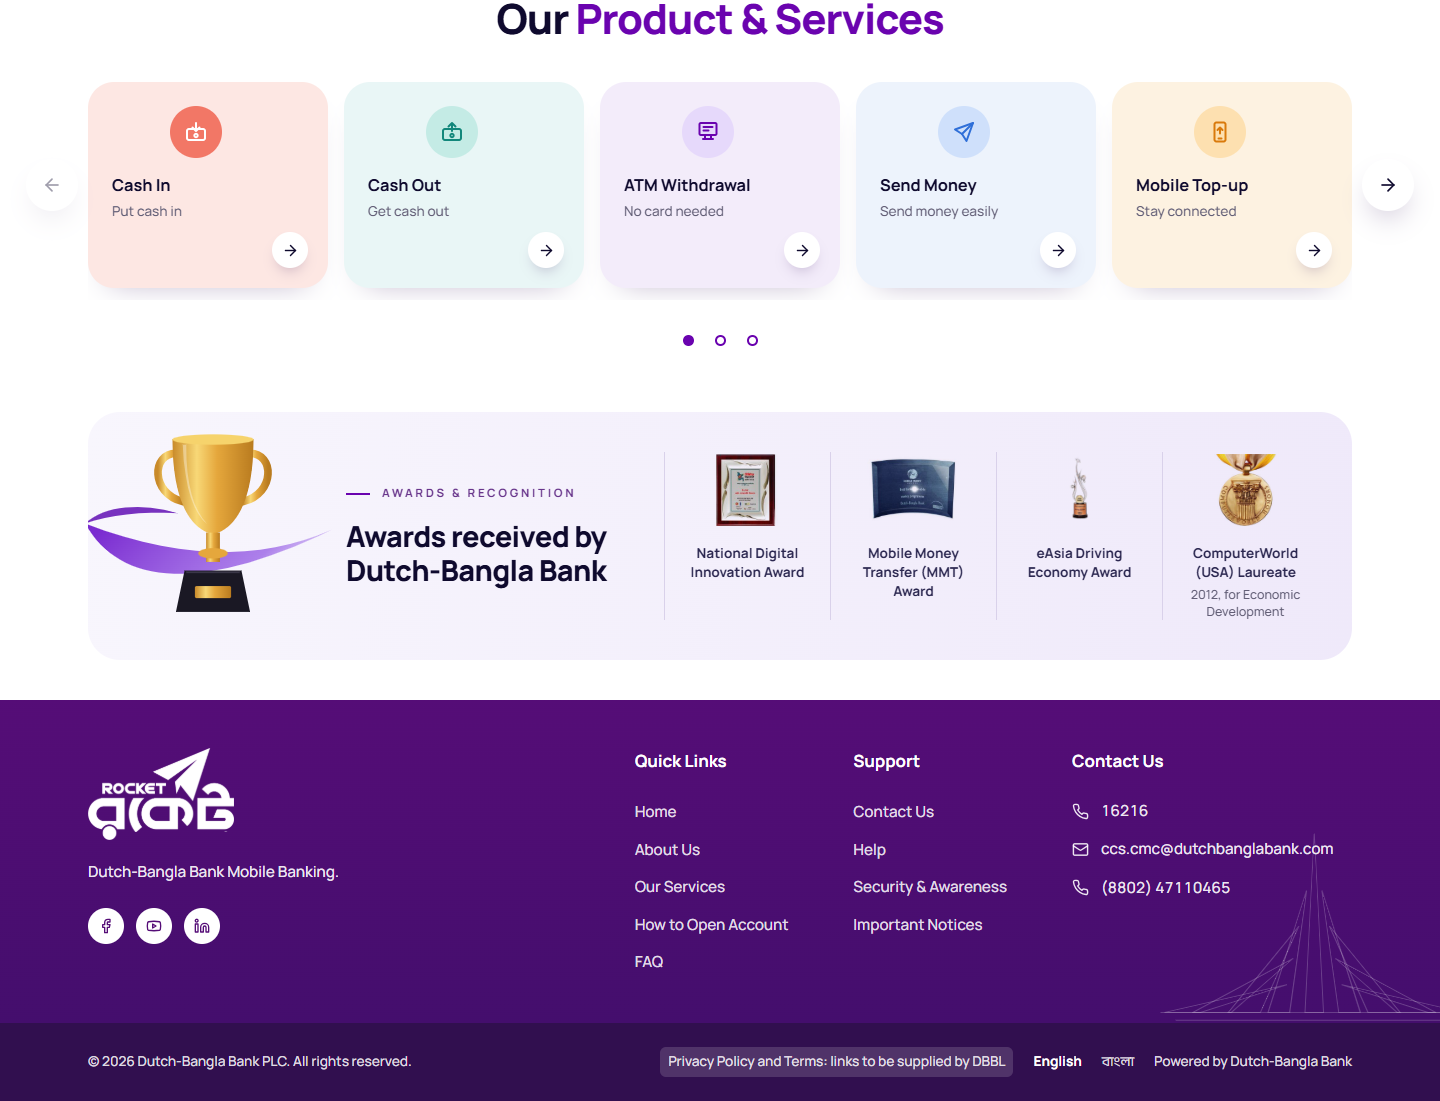 Our Product & Services
Cash In
Put cash in
Cash Out
Get cash out
ATM Withdrawal
No card needed
Send Money
Send money easily
Mobile Top-up
Stay connected
AWARDS & RECOGNITION
Awards received by
Dutch-Bangla Bank
National Digital
Innovation Award
Mobile Money
Transfer (MMT)
Award
eAsia Driving
Economy Award
ComputerWorld
(USA) Laureate
2012, for Economic
Development
ROCKET
রকেট
Dutch-Bangla Bank Mobile Banking.
Quick Links
Home
About Us
Our Services
How to Open Account
FAQ
Support
Contact Us
Help
Security & Awareness
Important Notices
Contact Us
16216
ccs.cmc@dutchbanglabank.com
(8802) 47110465
© 2026 Dutch-Bangla Bank PLC. All rights reserved.
Privacy Policy and Terms: links to be supplied by DBBL
English
বাংলা
Powered by Dutch-Bangla Bank